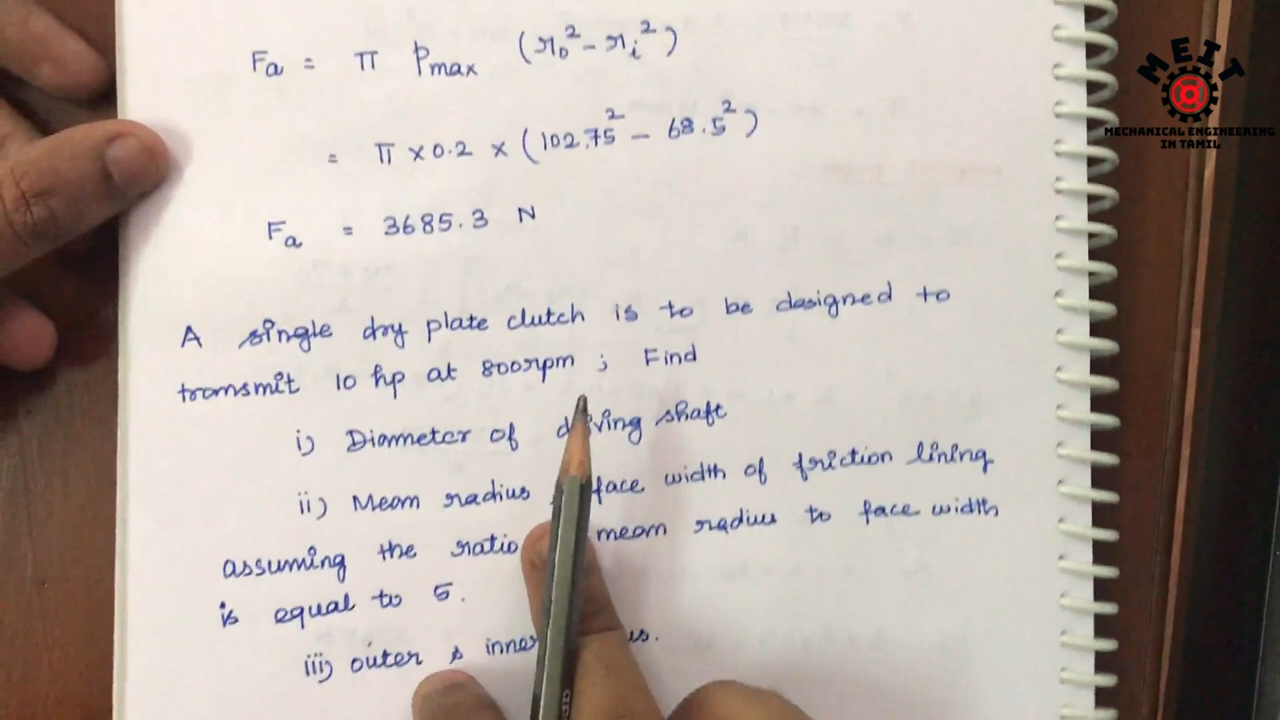 Fa = π Pmax (ro² - ri²)
= π × 0.2 × (102.75² - 68.5²)
Fa = 3685.3 N
A single dry plate clutch is to be designed to
transmit 10 hp at 800rpm ; Find
i) Diameter of driving shaft
ii) Mean radius face width of friction lining
assuming the ratio mean radius to face width
is equal to 5.
iii) outer & inner
MEIT
MECHANICAL ENGINEERING
IN TAMIL